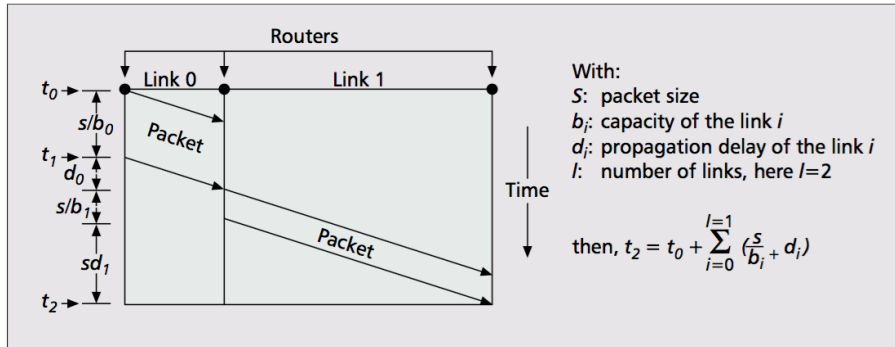 Routers
Link 0
Link 1
t0
s/b0
Packet
t1
d0
s/b1
sd1
t2
Packet
Time
With:
S: packet size
bi: capacity of the link i
di: propagation delay of the link i
l: number of links, here l=2
then, t2 = t0 + l=1 Σ i=0 (s/bi + di)